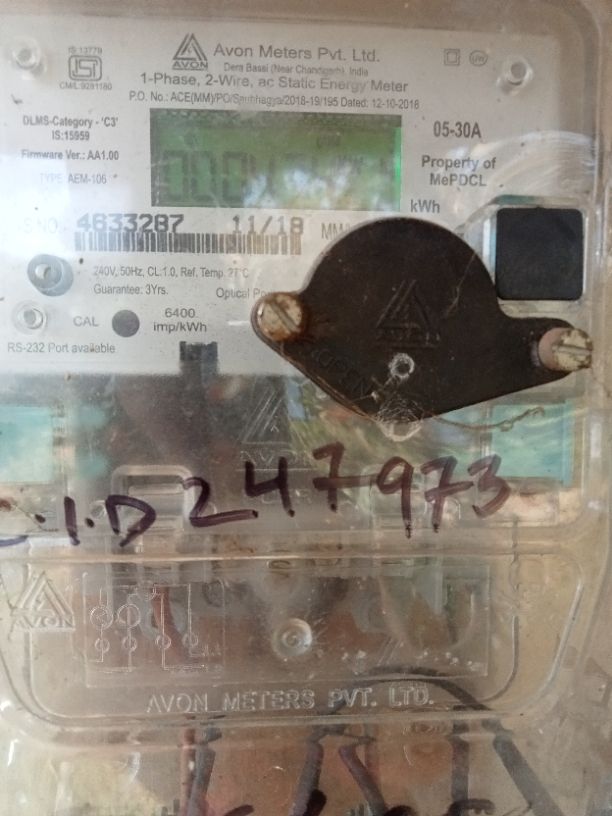 IS 13779
AVON
Avon Meters Pvt. Ltd.
Dera Bassi (Near Chandigarh), India
CM/L:9281180
1-Phase, 2-Wire, ac Static Energy Meter
P.O. No.: ACE(MM)/PO/Saubhagya/2018-19/195 Dated: 12-10-2018
DLMS-Category - 'C3'
IS:15959
05-30A
Firmware Ver.: AA1.00
Property of
MePDCL
TYPE AEM-106
kWh
S.NO. 4633287 11/18
240V, 50Hz, CL:1.0, Ref. Temp. 27°C
Guarantee: 3Yrs.
Optical
CAL
6400
imp/kWh
RS-232 Port available
AVON
AVON
C.I.D 247973
AVON
AVON METERS PVT. LTD.